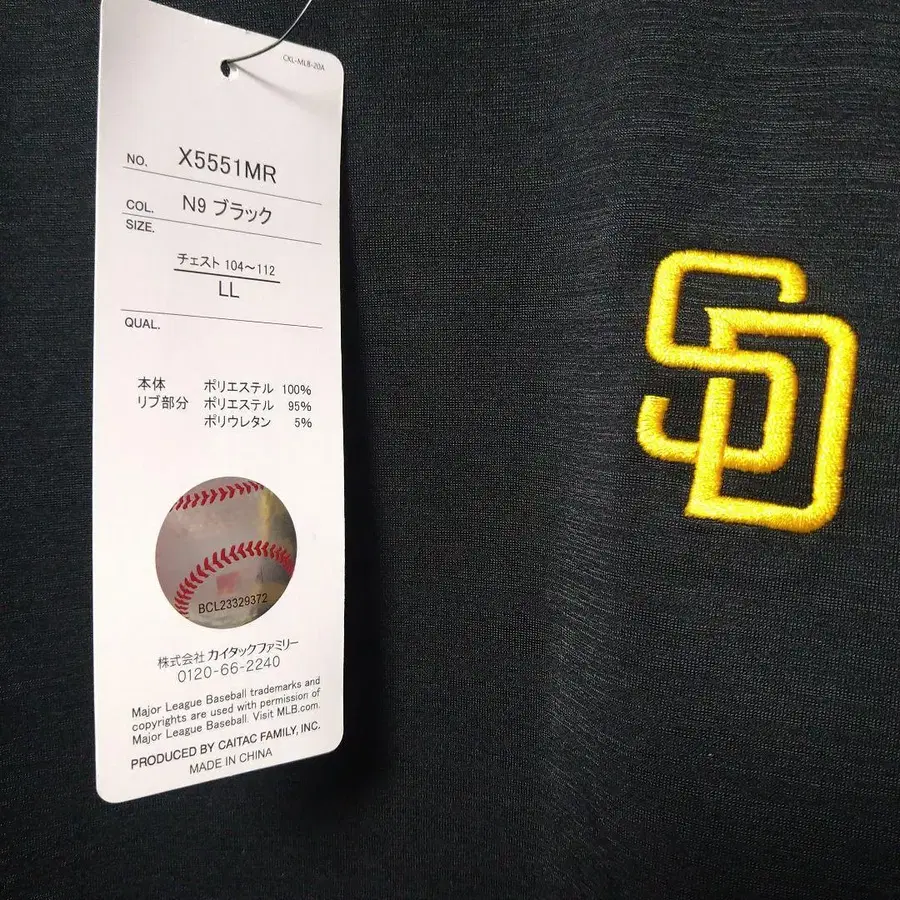 CKL-MLB-20A
NO. X5551MR
COL. N9 ブラック
SIZE.
チェスト 104～112
LL
QUAL.
本体 ポリエステル 100%
リブ部分 ポリエステル 95%
ポリウレタン 5%
BCL23329372
株式会社 カイタックファミリー
0120-66-2240
Major League Baseball trademarks and
copyrights are used with permission of
Major League Baseball. Visit MLB.com.
PRODUCED BY CAITAC FAMILY, INC.
MADE IN CHINA
SD